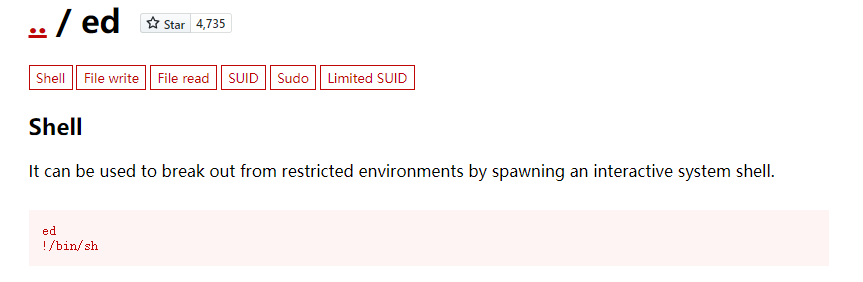 .. / ed Star 4,735
Shell File write File read SUID Sudo Limited SUID
Shell
It can be used to break out from restricted environments by spawning an interactive system shell.
ed
!/bin/sh